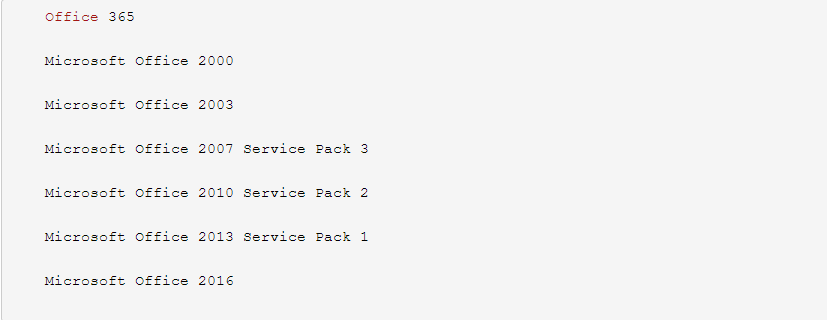 Office 365
Microsoft Office 2000
Microsoft Office 2003
Microsoft Office 2007 Service Pack 3
Microsoft Office 2010 Service Pack 2
Microsoft Office 2013 Service Pack 1
Microsoft Office 2016